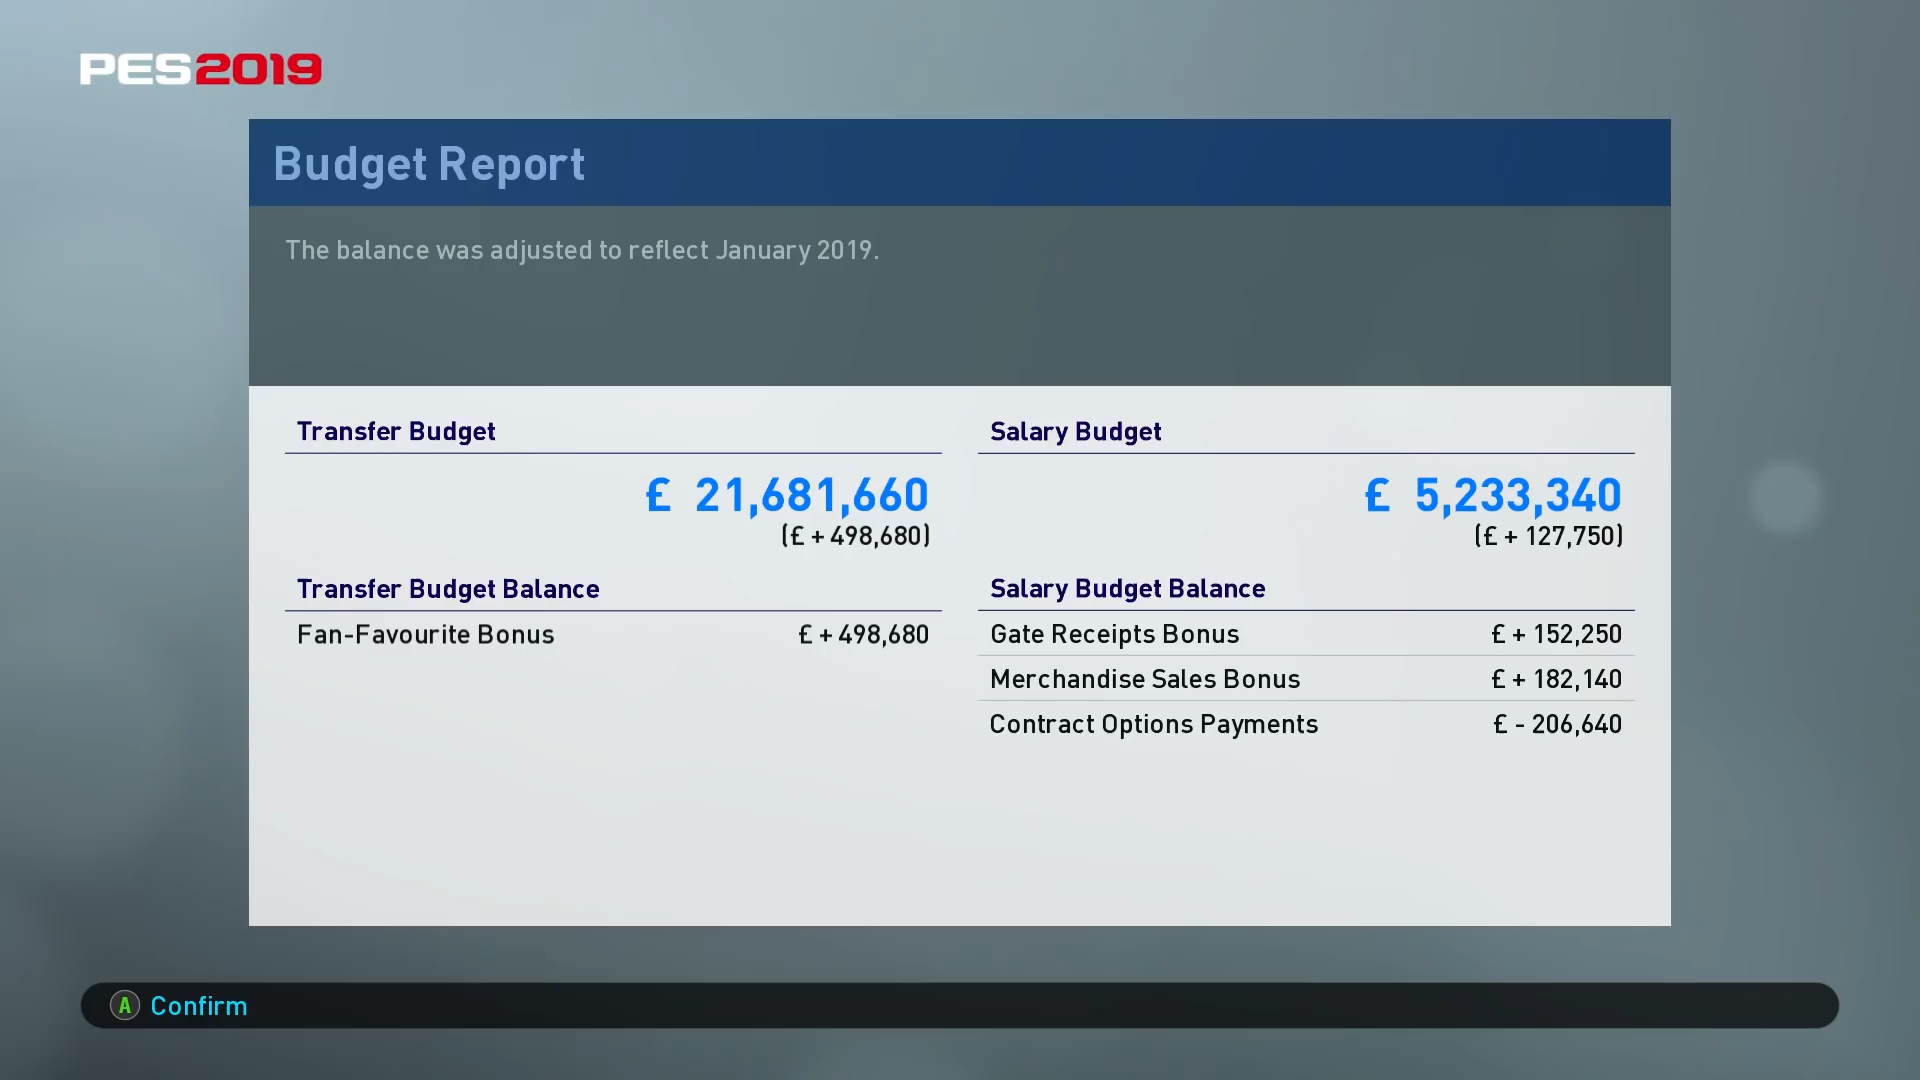 PES2019
Budget Report
The balance was adjusted to reflect January 2019.
Transfer Budget
£ 21,681,660
(£ + 498,680)
Transfer Budget Balance
Fan-Favourite Bonus £ + 498,680
Salary Budget
£ 5,233,340
(£ + 127,750)
Salary Budget Balance
Gate Receipts Bonus £ + 152,250
Merchandise Sales Bonus £ + 182,140
Contract Options Payments £ - 206,640
A Confirm